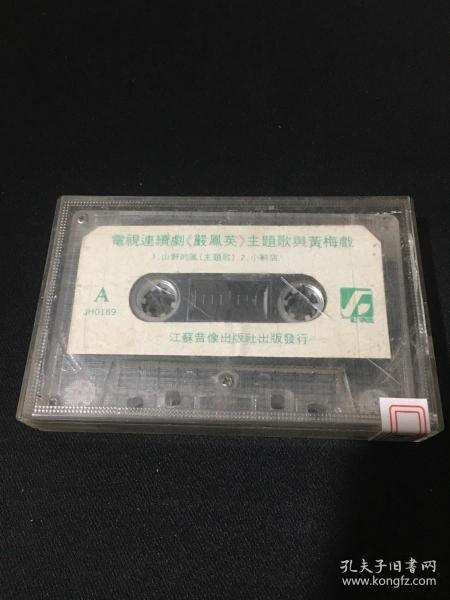 電視連續劇《嚴鳳英》主題歌與黃梅戲
1.山野的風(主題歌) 2.小辭店
A
JH0189
江蘇音像出版社出版發行
孔夫子旧书网
www.kongfz.com